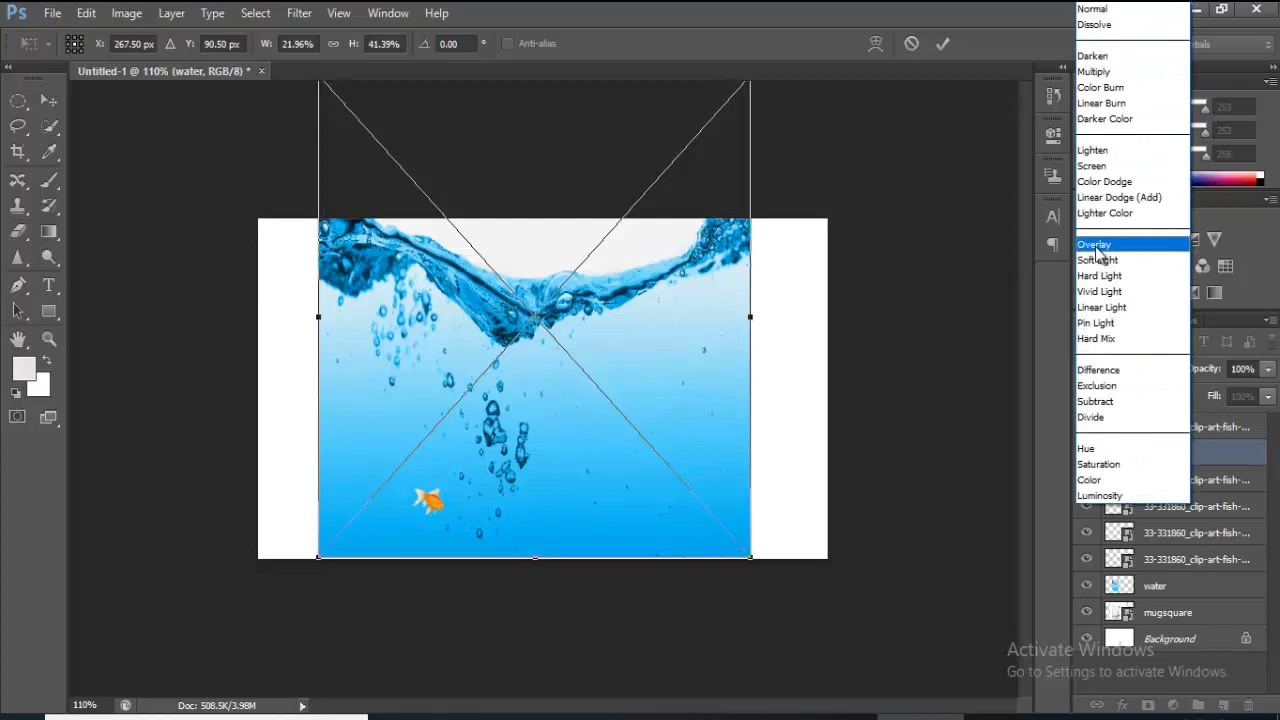 Ps File Edit Image Layer Type Select Filter View Window Help
X: 267.50 px Y: 90.50 px W: 21.96% H: 41.39% 0.00 ° Anti-alias
Untitled-1 @ 110% (water, RGB/8) * ×
Normal
Dissolve
Darken
Multiply
Color Burn
Linear Burn
Darker Color
Lighten
Screen
Color Dodge
Linear Dodge (Add)
Lighter Color
Overlay
Soft Light
Hard Light
Vivid Light
Linear Light
Pin Light
Hard Mix
Difference
Exclusion
Subtract
Divide
Hue
Saturation
Color
Luminosity
253
253
255
Opacity: 100%
Fill: 100%
_clip-art-fish-...
_clip-art-fish-...
33-331860_clip-art-fish-...
33-331860_clip-art-fish-...
33-331860_clip-art-fish-...
water
mugsquare
Background
Activate Windows
Go to Settings to activate Windows.
110% Doc: 508.5K/3.98M